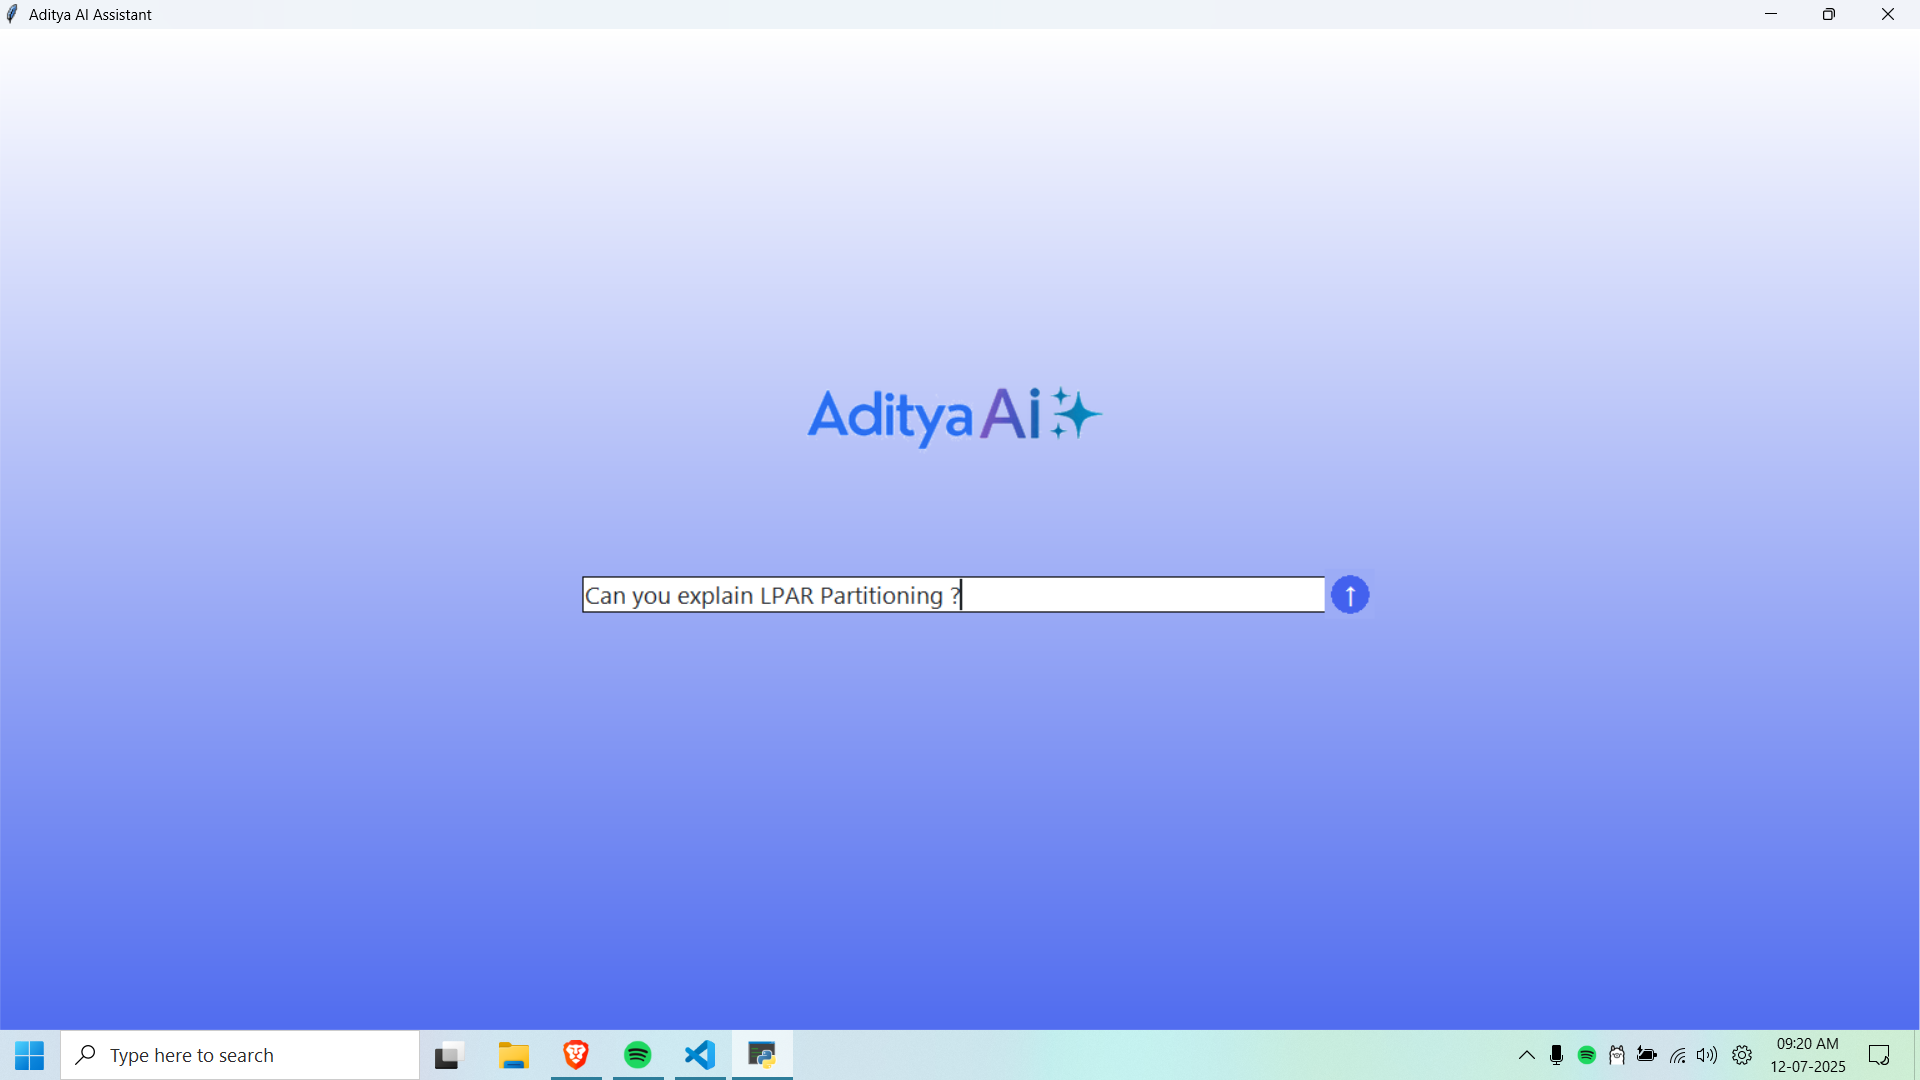 Aditya AI Assistant
Aditya Ai
Can you explain LPAR Partitioning ?
↑
Type here to search
09:20 AM
12-07-2025